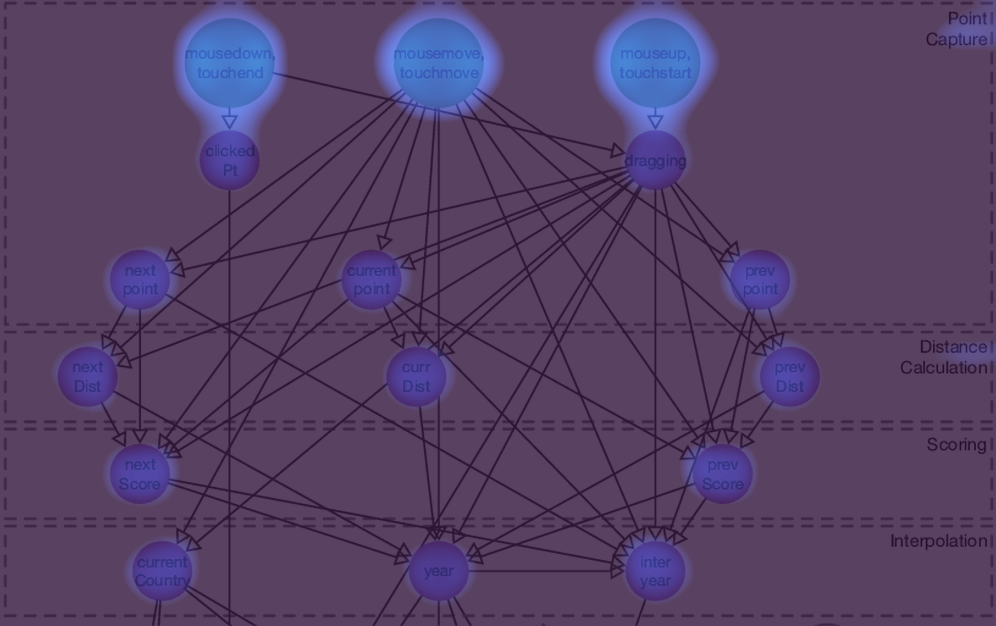 Point
Capture
mousedown,
touchend
mousemove,
touchmove
mouseup,
touchstart
clicked
Pt
dragging
next
point
current
point
prev
point
Distance
Calculation
next
Dist
curr
Dist
prev
Dist
Scoring
next
Score
prev
Score
Interpolation
current
Country
year
inter
year